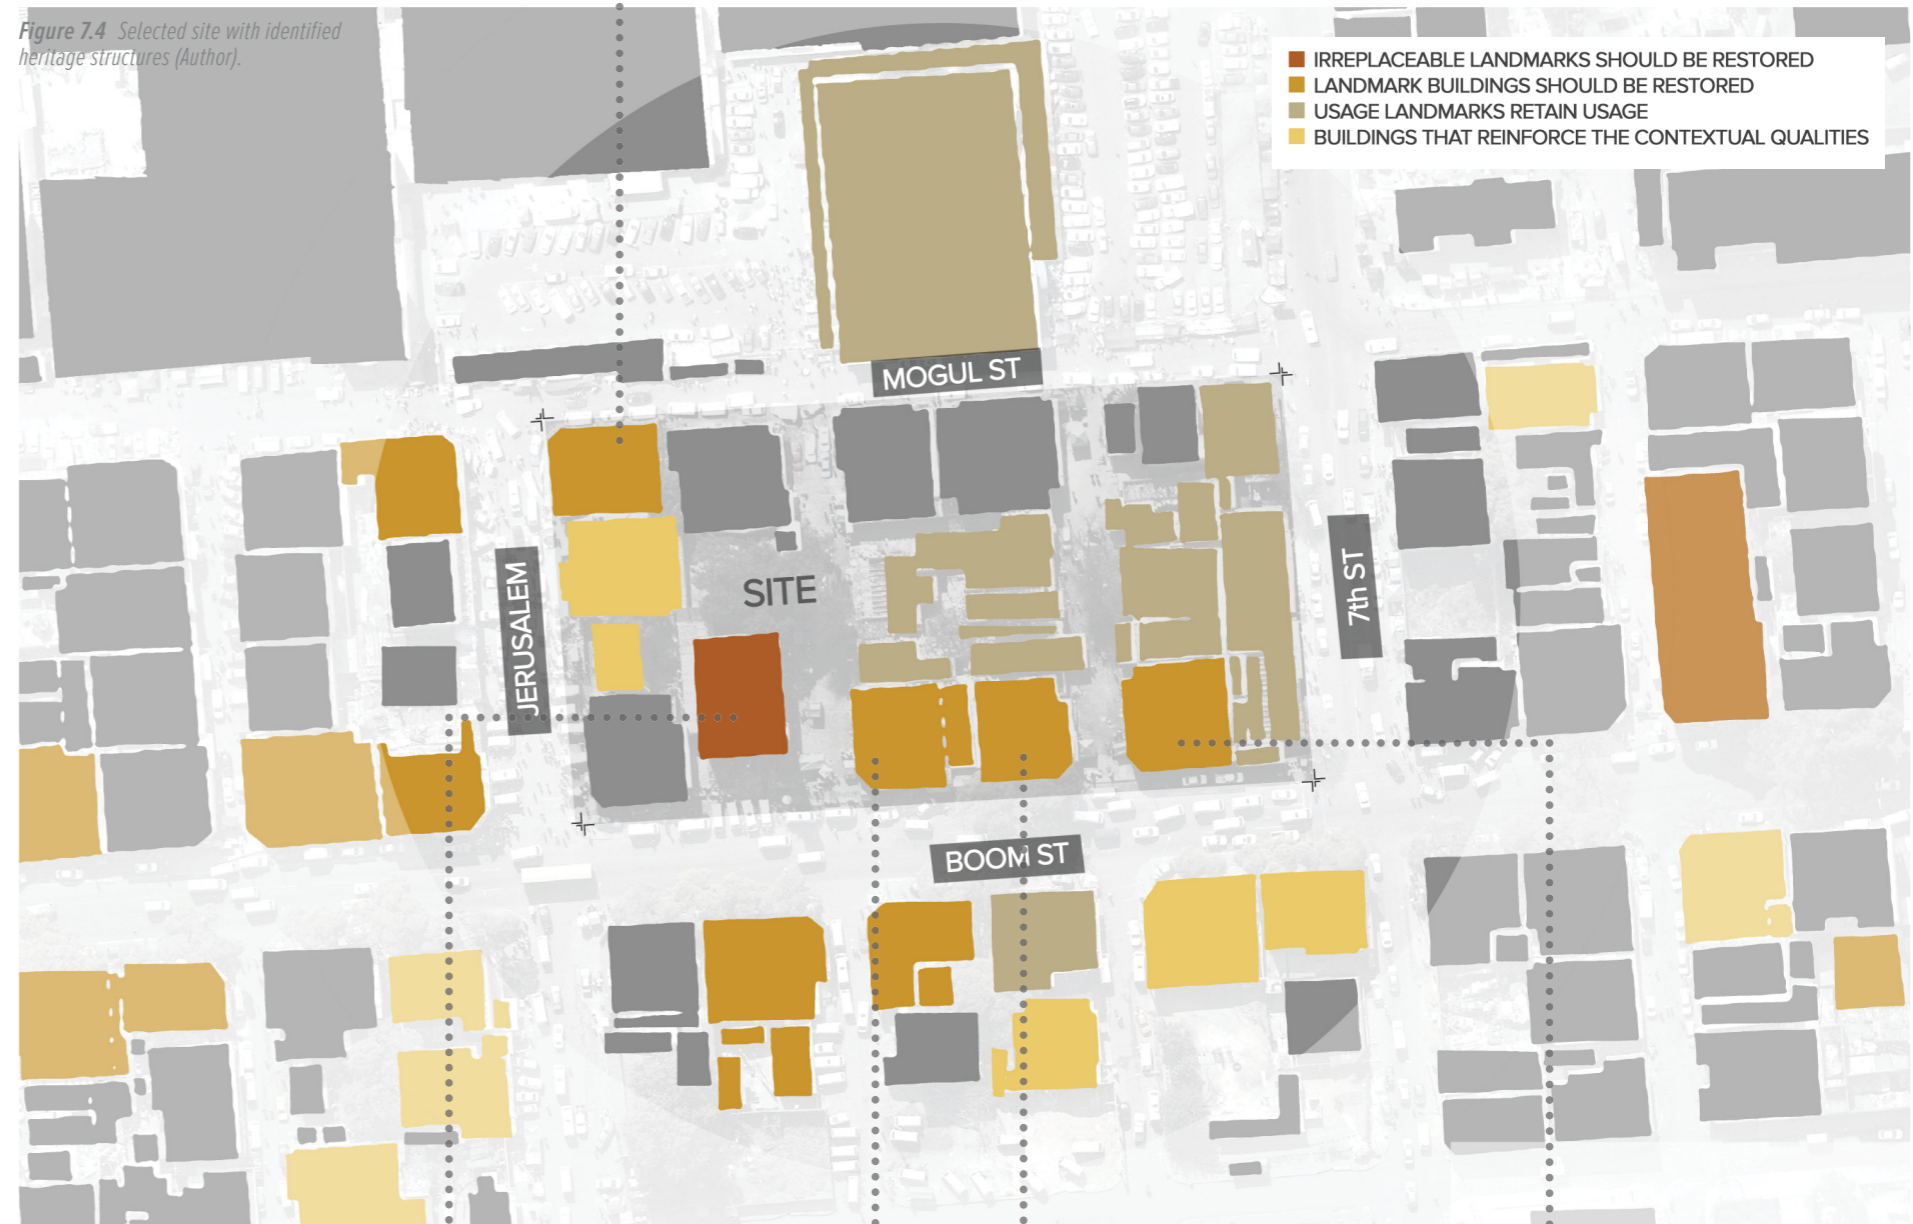 Figure 7.4 Selected site with identified
heritage structures (Author).
IRREPLACEABLE LANDMARKS SHOULD BE RESTORED
LANDMARK BUILDINGS SHOULD BE RESTORED
USAGE LANDMARKS RETAIN USAGE
BUILDINGS THAT REINFORCE THE CONTEXTUAL QUALITIES
MOGUL ST
JERUSALEM
SITE
7th ST
BOOM ST